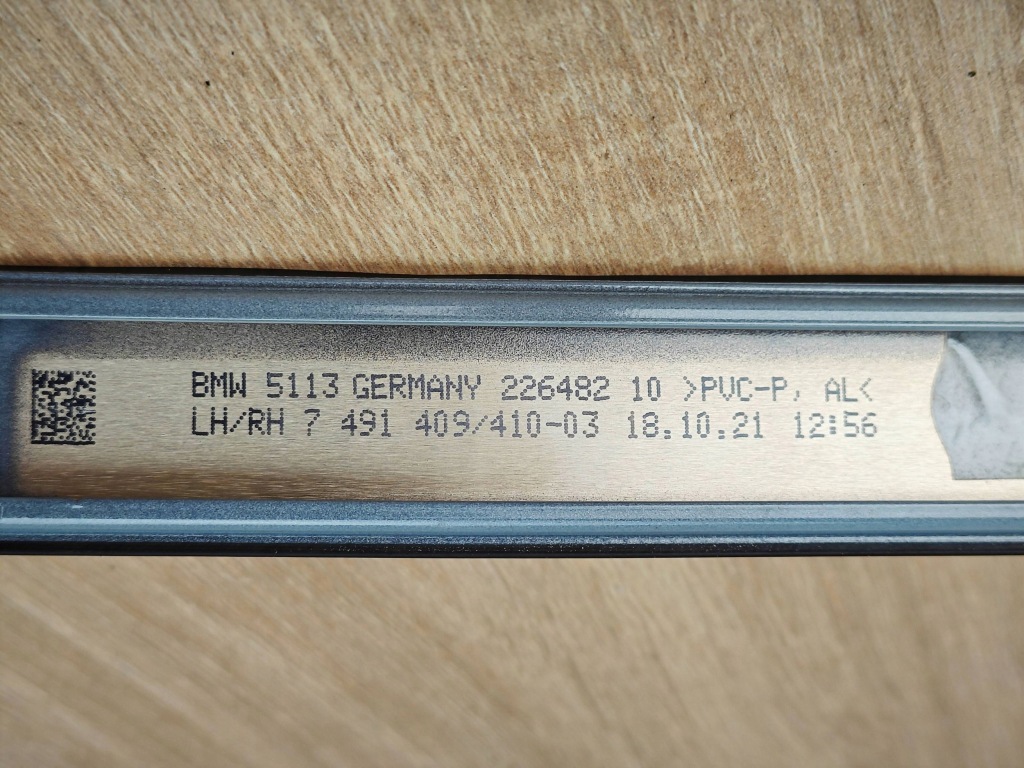 BMW 5113 GERMANY 226482 10 >PVC-P, AL<
LH/RH 7 491 409/410-03 18.10.21 12:56